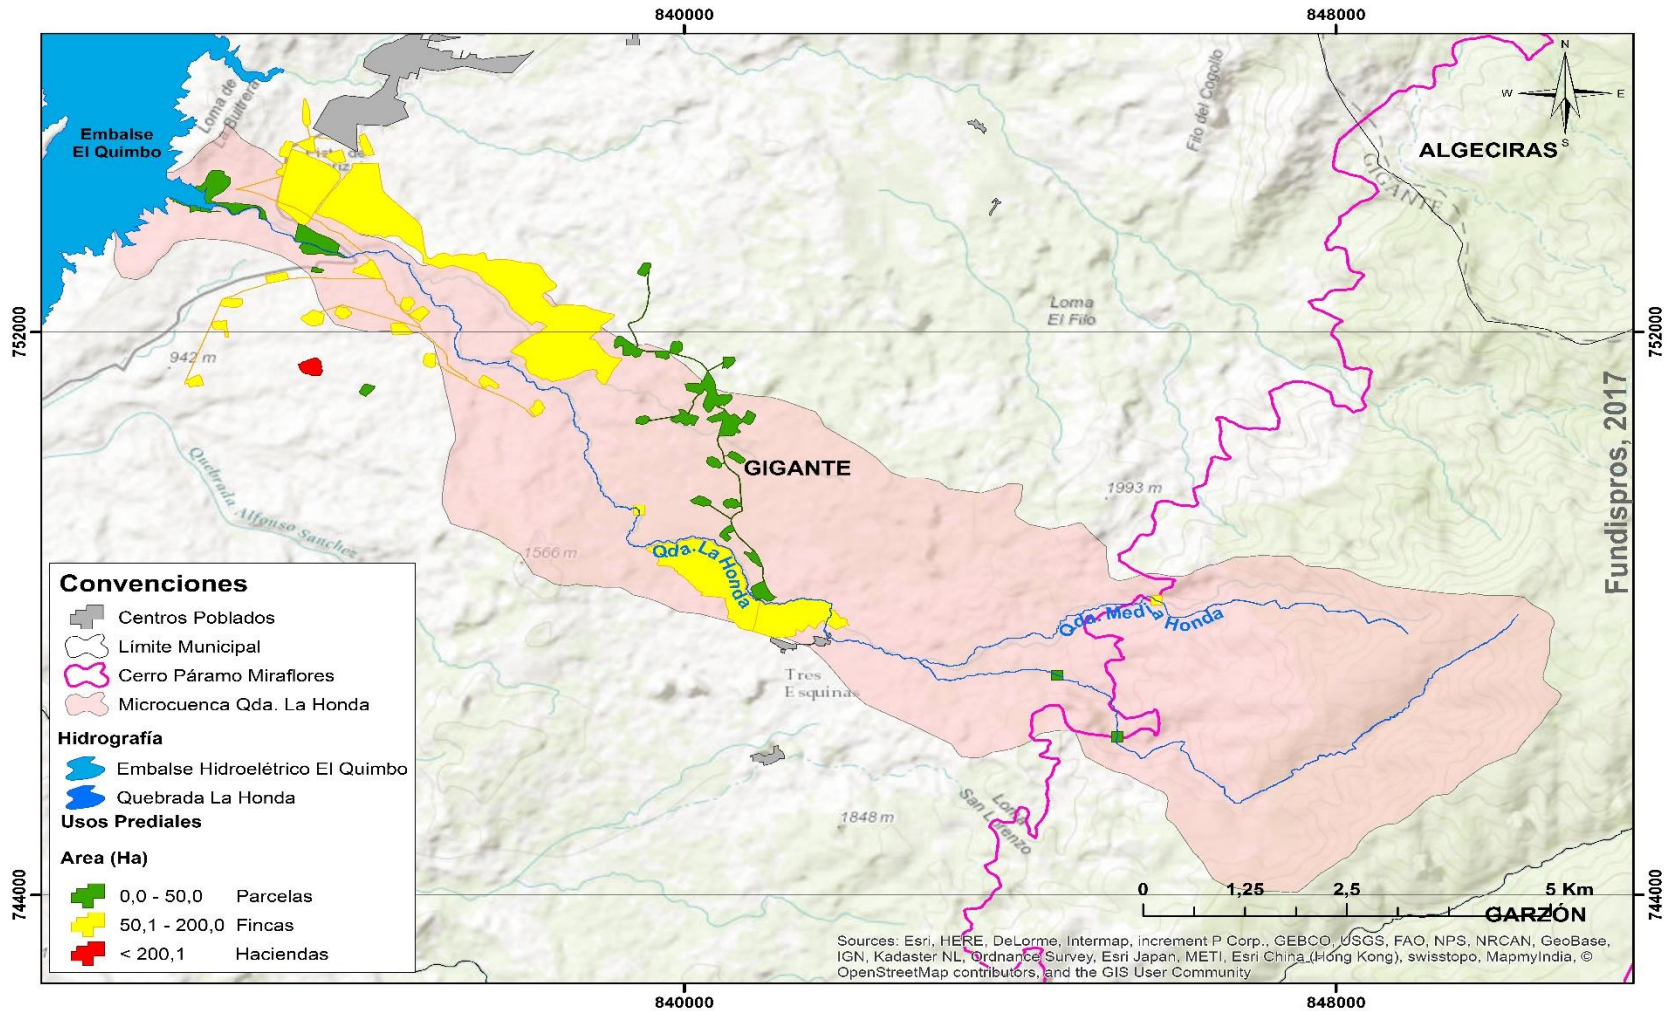 840000
848000
752000
744000
752000
744000
840000
848000
N
W
E
S
Embalse
El Quimbo
Loma de
la Buitrera
Filo del Cogollo
ALGECIRAS
GIGANTE
Loma
El Filo
942 m
Quebrada Alfonso Sanchez
1566 m
GIGANTE
1993 m
Qda. La Honda
Qda. Media Honda
Tres
Esquinas
1848 m
Loma
San Lorenzo
Fundispros, 2017
Convenciones
Centros Poblados
Límite Municipal
Cerro Páramo Miraflores
Microcuenca Qda. La Honda
Hidrografía
Embalse Hidroelétrico El Quimbo
Quebrada La Honda
Usos Prediales
Area (Ha)
0,0 - 50,0 Parcelas
50,1 - 200,0 Fincas
< 200,1 Haciendas
0 1,25 2,5 5 Km
GARZÓN
Sources: Esri, HERE, DeLorme, Intermap, increment P Corp., GEBCO, USGS, FAO, NPS, NRCAN, GeoBase,
IGN, Kadaster NL, Ordnance Survey, Esri Japan, METI, Esri China (Hong Kong), swisstopo, MapmyIndia, ©
OpenStreetMap contributors, and the GIS User Community